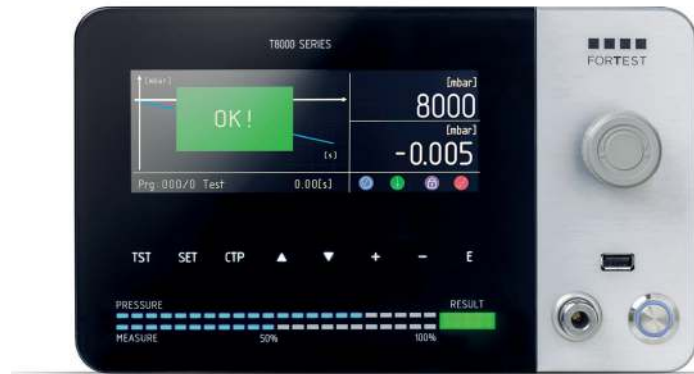 T8000 SERIES
FORTEST
[mbar]
OK!
[s]
[mbar]
8000
[mbar]
-0.005
Prg:000/0 Test 0.00[s]
TST SET CTP ▲ ▼ + - E
PRESSURE
RESULT
MEASURE 50% 100%